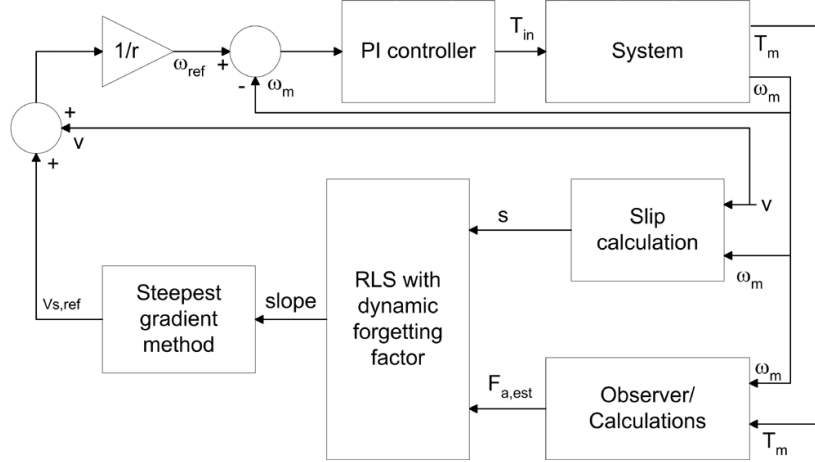 1/r
ω_ref
+
-
ω_m
PI controller
T_in
System
T_m
ω_m
+
v
+
v
Slip
calculation
ω_m
s
RLS with
dynamic
forgetting
factor
slope
Steepest
gradient
method
Vs,ref
F_a,est
Observer/
Calculations
ω_m
T_m